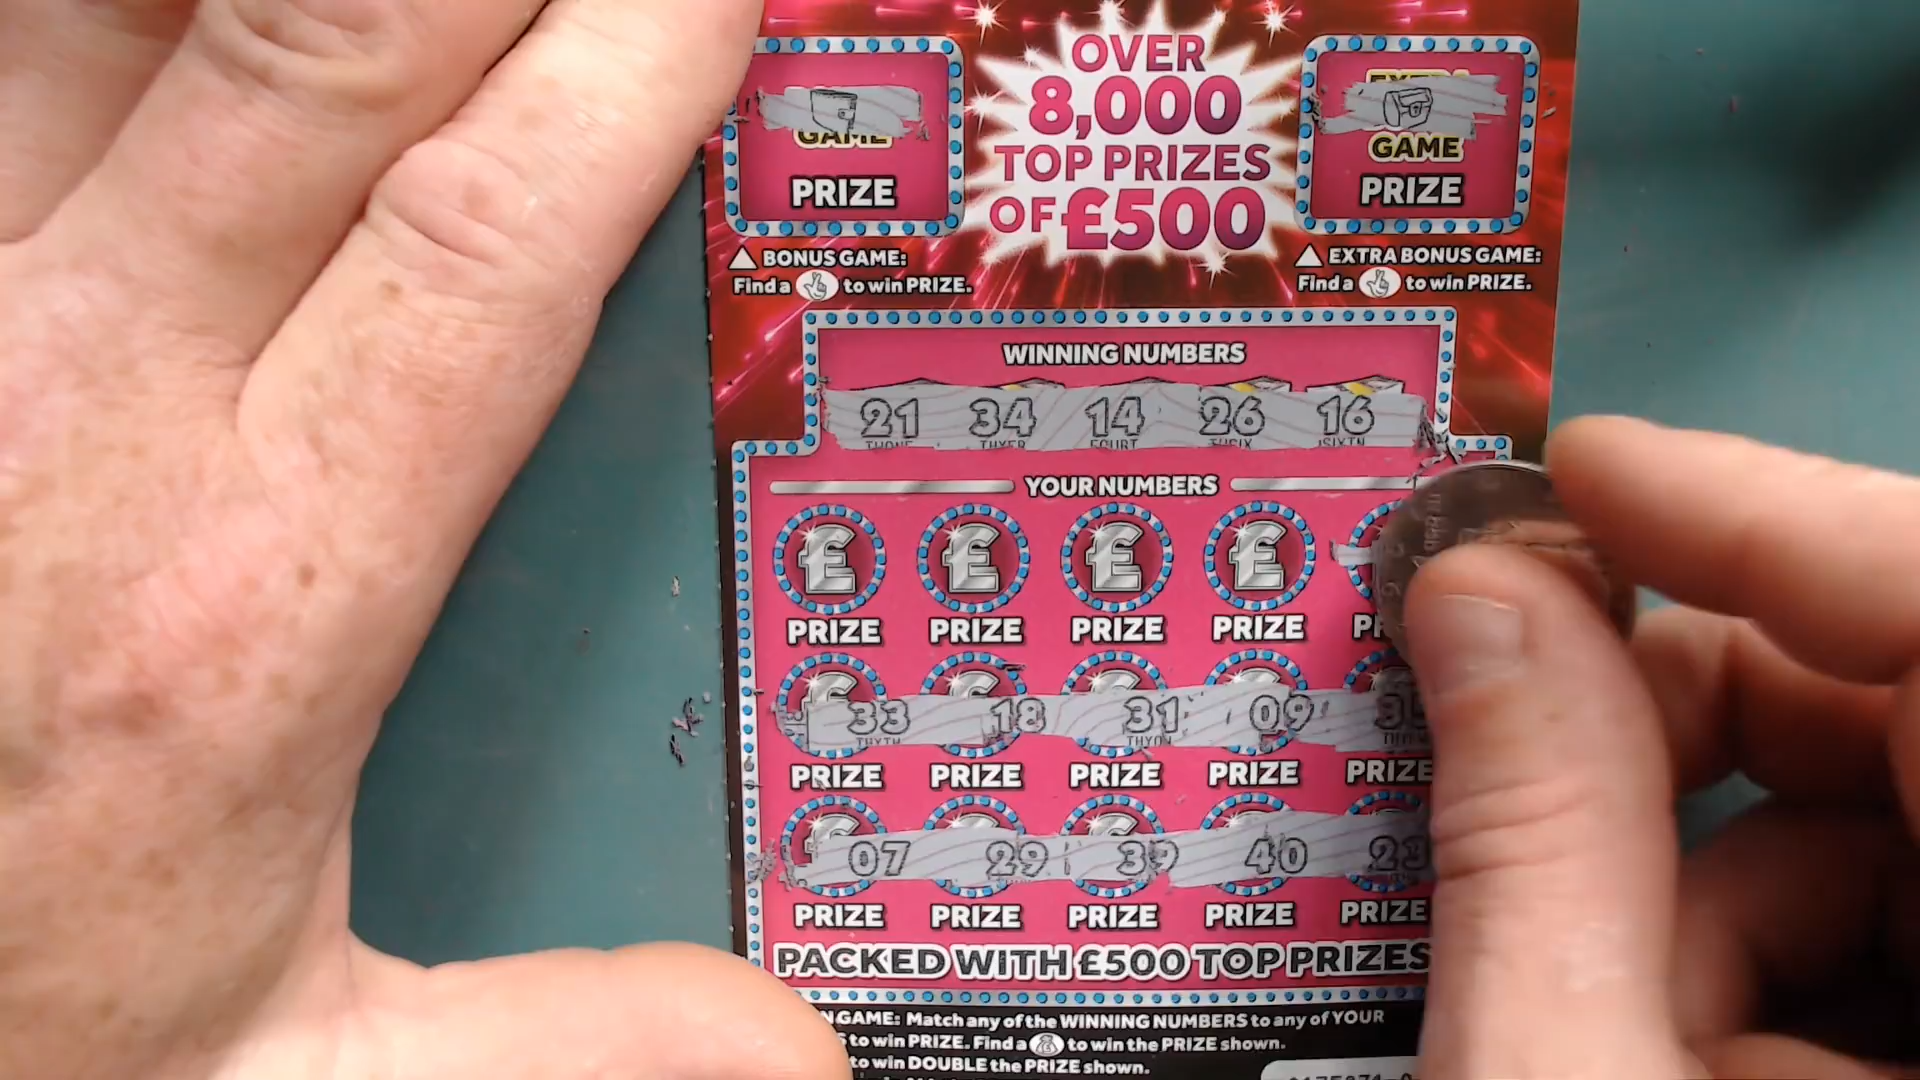 OVER
8,000
TOP PRIZES
OF £500
GAME
PRIZE
GAME
PRIZE
BONUS GAME:
Find a to win PRIZE.
EXTRA BONUS GAME:
Find a to win PRIZE.
WINNING NUMBERS
21 34 14 26 16
YOUR NUMBERS
£ £ £ £
PRIZE PRIZE PRIZE PRIZE
33 18 31 09
PRIZE PRIZE PRIZE PRIZE PRIZE
07 29 39 40 23
PRIZE PRIZE PRIZE PRIZE PRIZE
PACKED WITH £500 TOP PRIZES
GAME: Match any of the WINNING NUMBERS to any of YOUR
to win PRIZE. Find a to win the PRIZE shown.
to win DOUBLE the PRIZE shown.